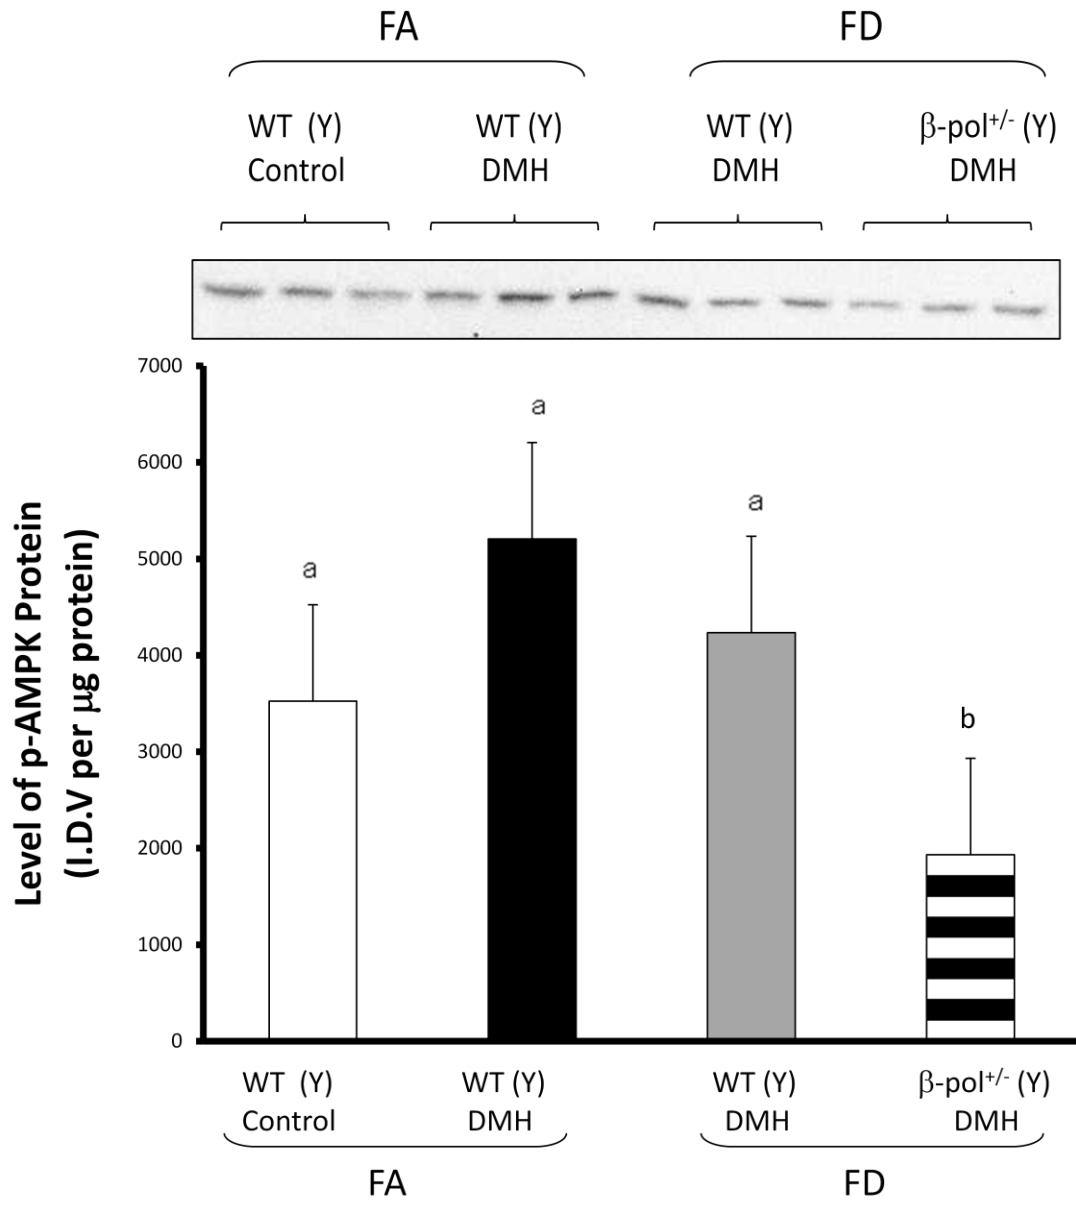 FA FD
WT (Y) WT (Y) WT (Y) β-pol+/- (Y)
Control DMH DMH DMH
7000
a
6000
a
5000
a
4000
b
3000
2000
1000
0
Level of p-AMPK Protein
(I.D.V per µg protein)
WT (Y) WT (Y) WT (Y) β-pol+/- (Y)
Control DMH DMH DMH
FA FD